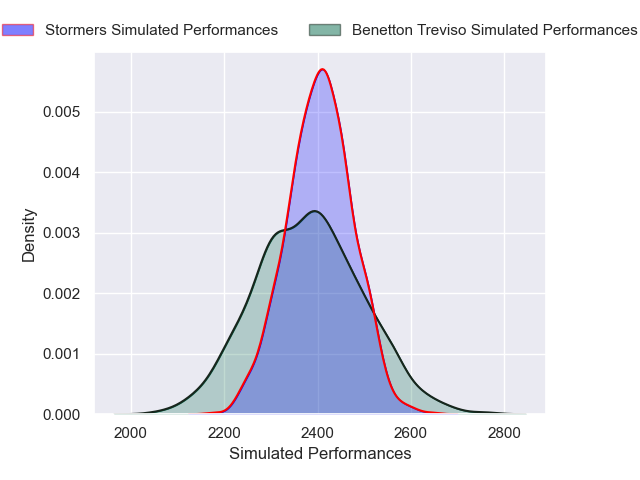 Stormers Simulated Performances Benetton Treviso Simulated Performances
0.005
0.004
0.003
0.002
0.001
0.000
Density
2000 2200 2400 2600 2800
Simulated Performances